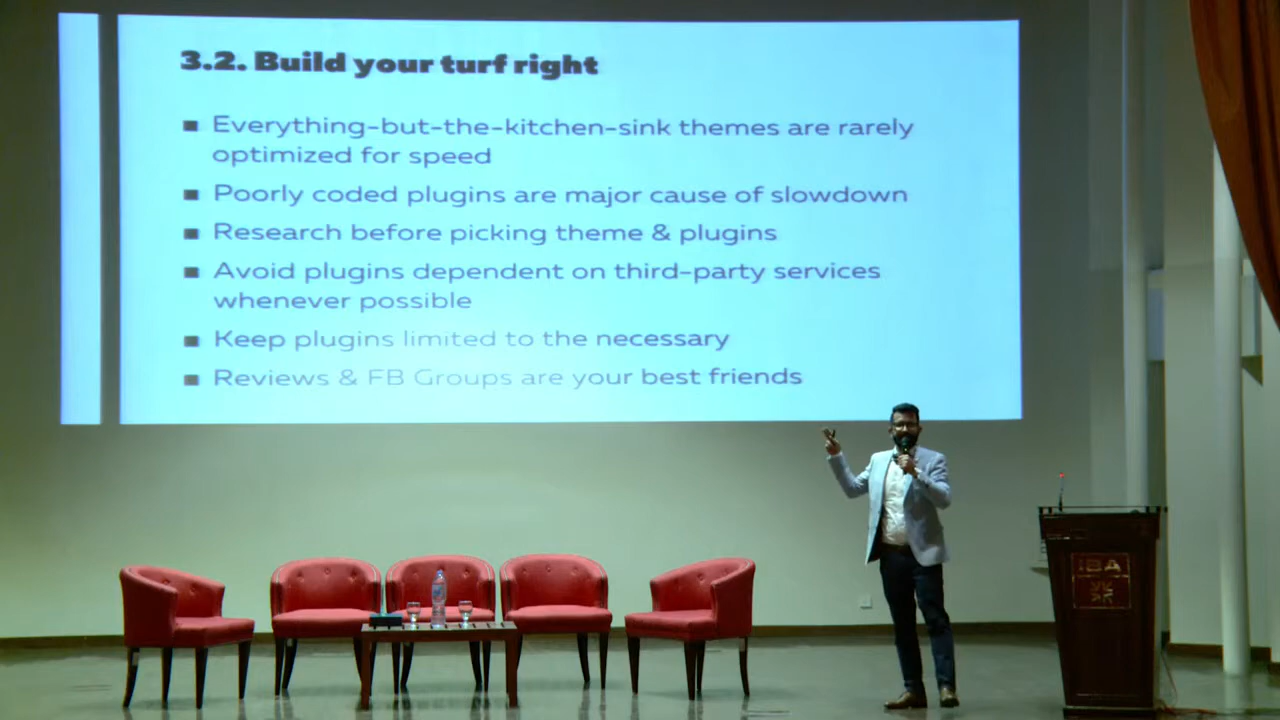 3.2. Build your turf right
■ Everything-but-the-kitchen-sink themes are rarely
optimized for speed
■ Poorly coded plugins are major cause of slowdown
■ Research before picking theme & plugins
■ Avoid plugins dependent on third-party services
whenever possible
■ Keep plugins limited to the necessary
■ Reviews & FB Groups are your best friends
IBA